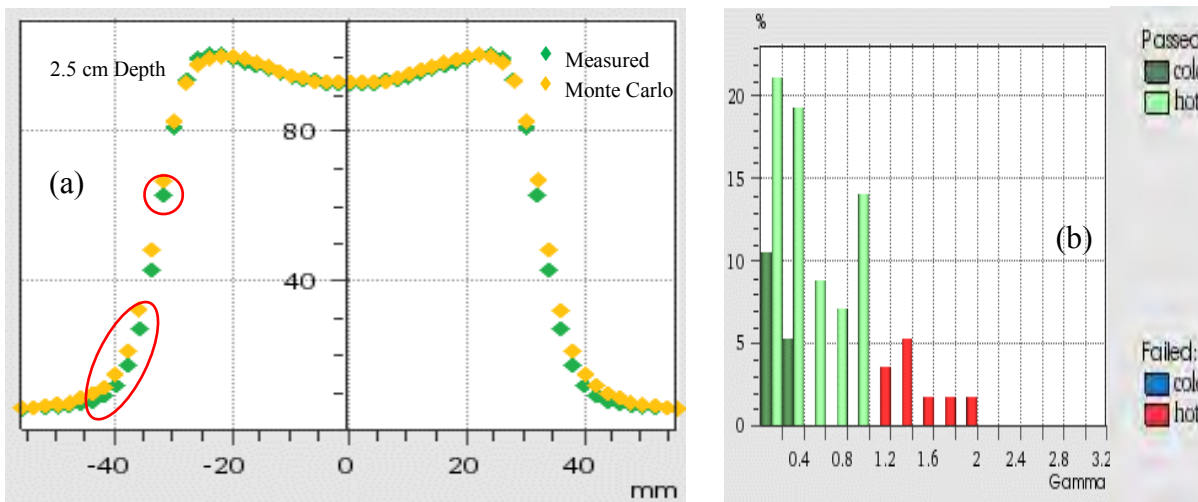 2.5 cm Depth
Measured
Monte Carlo
(a)
80
40
-40 -20 0 20 40
mm
%
20
15
10
5
0
0.4 0.8 1.2 1.6 2 2.4 2.8 3.2
Gamma
(b)
Passed
Failed: